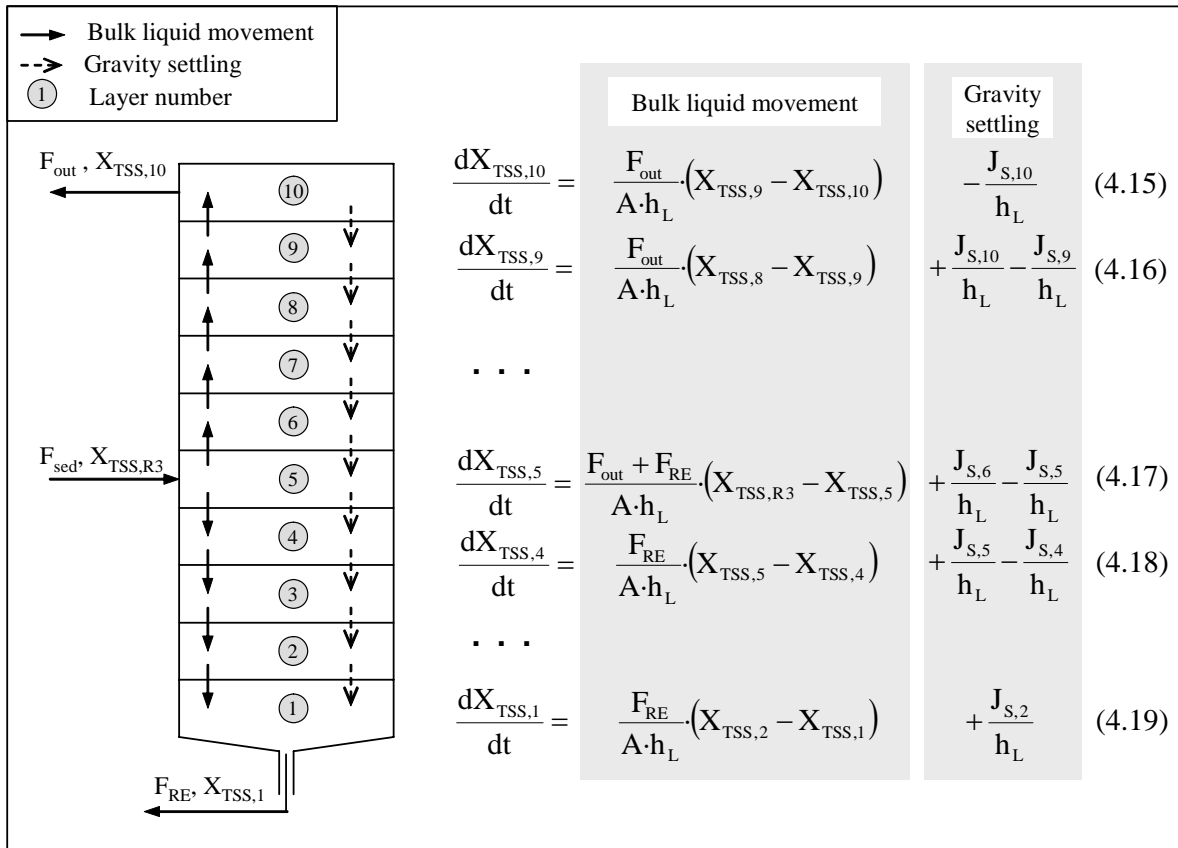 Bulk liquid movement
Gravity settling
1 Layer number
Bulk liquid movement
Gravity
settling
F_out , X_TSS,10
10
9
8
7
6
F_sed, X_TSS,R3
5
4
3
2
1
F_RE, X_TSS,1
dX_TSS,10/dt = F_out/(A·h_L)·(X_TSS,9 − X_TSS,10) − J_S,10/h_L (4.15)
dX_TSS,9/dt = F_out/(A·h_L)·(X_TSS,8 − X_TSS,9) + J_S,10/h_L − J_S,9/h_L (4.16)
. . .
dX_TSS,5/dt = (F_out + F_RE)/(A·h_L)·(X_TSS,R3 − X_TSS,5) + J_S,6/h_L − J_S,5/h_L (4.17)
dX_TSS,4/dt = F_RE/(A·h_L)·(X_TSS,5 − X_TSS,4) + J_S,5/h_L − J_S,4/h_L (4.18)
. . .
dX_TSS,1/dt = F_RE/(A·h_L)·(X_TSS,2 − X_TSS,1) + J_S,2/h_L (4.19)